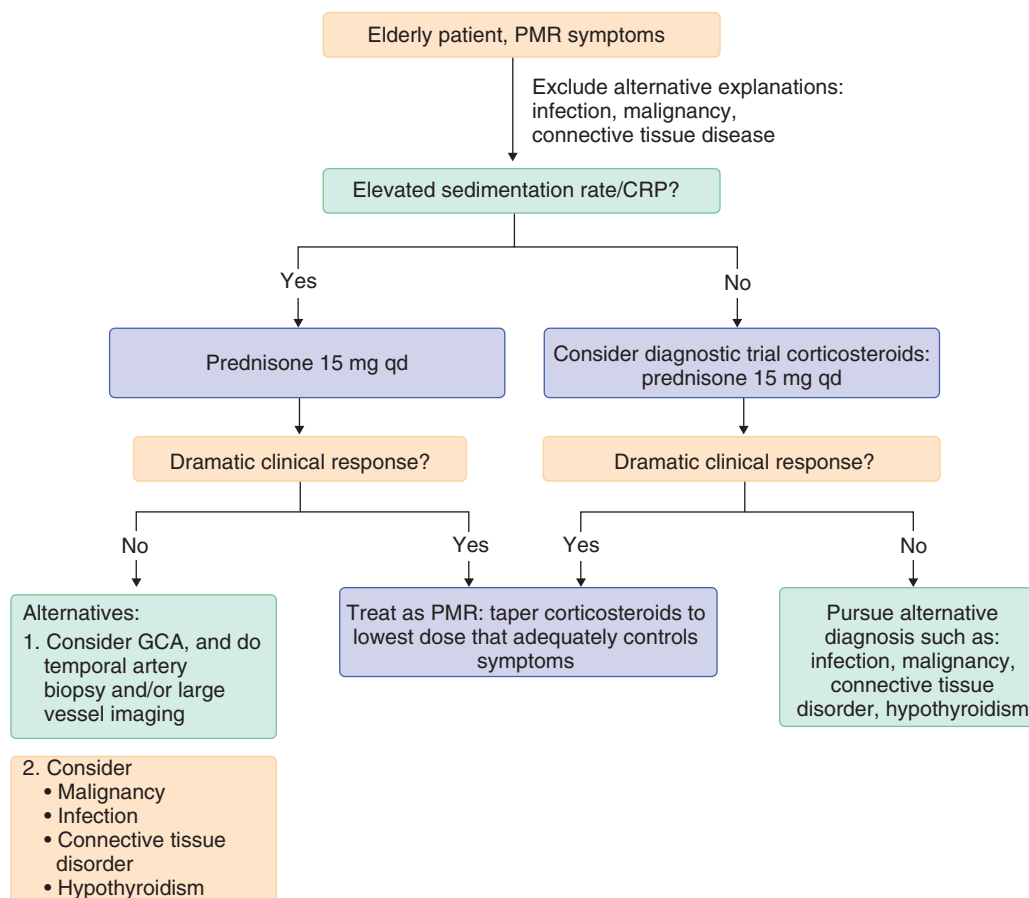 Elderly patient, PMR symptoms
Exclude alternative explanations:
infection, malignancy,
connective tissue disease
Elevated sedimentation rate/CRP?
Yes
No
Prednisone 15 mg qd
Consider diagnostic trial corticosteroids:
prednisone 15 mg qd
Dramatic clinical response?
Dramatic clinical response?
No
Yes
Yes
No
Alternatives:
1. Consider GCA, and do
temporal artery
biopsy and/or large
vessel imaging
Treat as PMR: taper corticosteroids to
lowest dose that adequately controls
symptoms
Pursue alternative
diagnosis such as:
infection, malignancy,
connective tissue
disorder, hypothyroidism
2. Consider
• Malignancy
• Infection
• Connective tissue
disorder
• Hypothyroidism